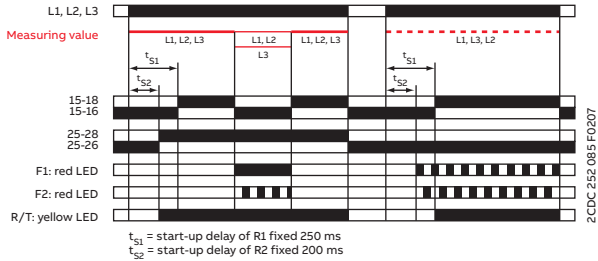 L1, L2, L3
Measuring value
L1, L2, L3
L1, L2
L3
L1, L2, L3
L1, L3, L2
tS1
tS2
tS1
tS2
15-18
15-16
25-28
25-26
F1: red LED
F2: red LED
R/T: yellow LED
tS1 = start-up delay of R1 fixed 250 ms
tS2 = start-up delay of R2 fixed 200 ms
2CDC 252 085 F0207